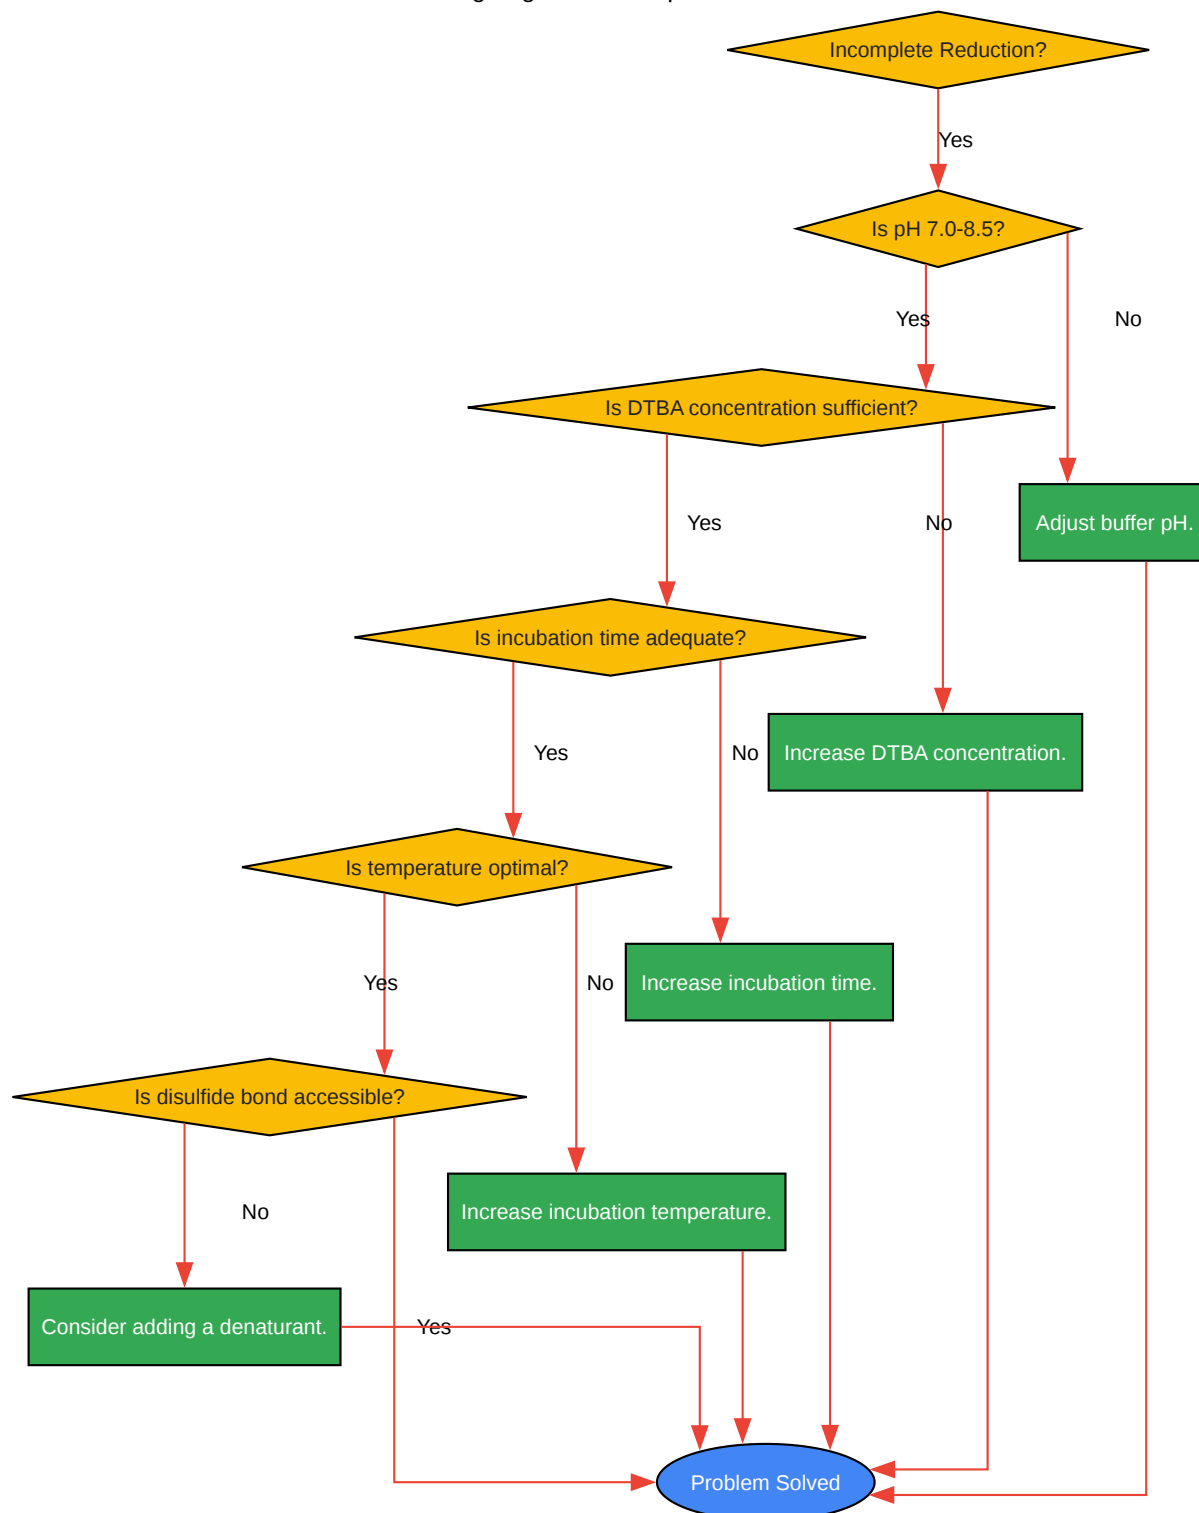 Incomplete Reduction?
Yes
Is pH 7.0-8.5?
Yes
No
Is DTBA concentration sufficient?
Yes
No
Adjust buffer pH.
Is incubation time adequate?
Yes
No
Increase DTBA concentration.
Is temperature optimal?
Yes
No
Increase incubation time.
Is disulfide bond accessible?
No
Increase incubation temperature.
Consider adding a denaturant.
Yes
Problem Solved